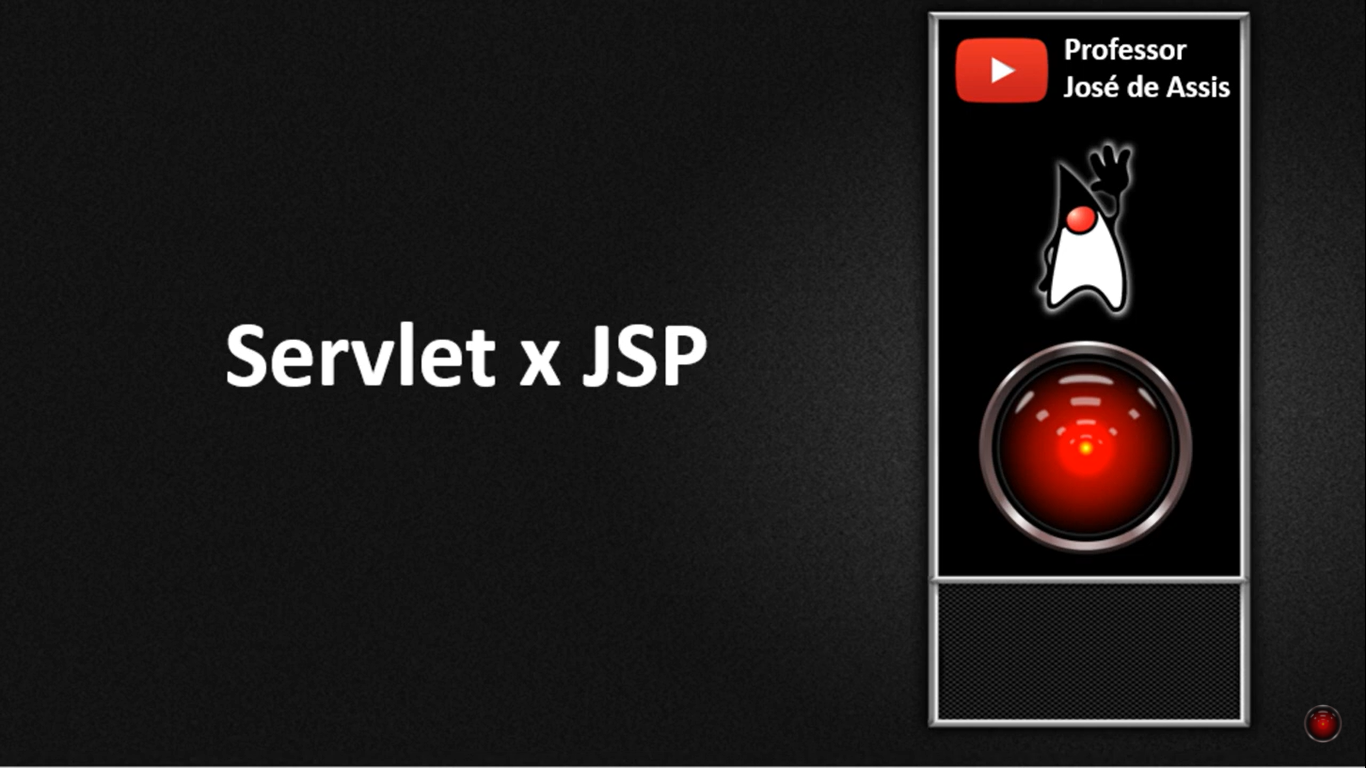 Professor
José de Assis
Servlet x JSP